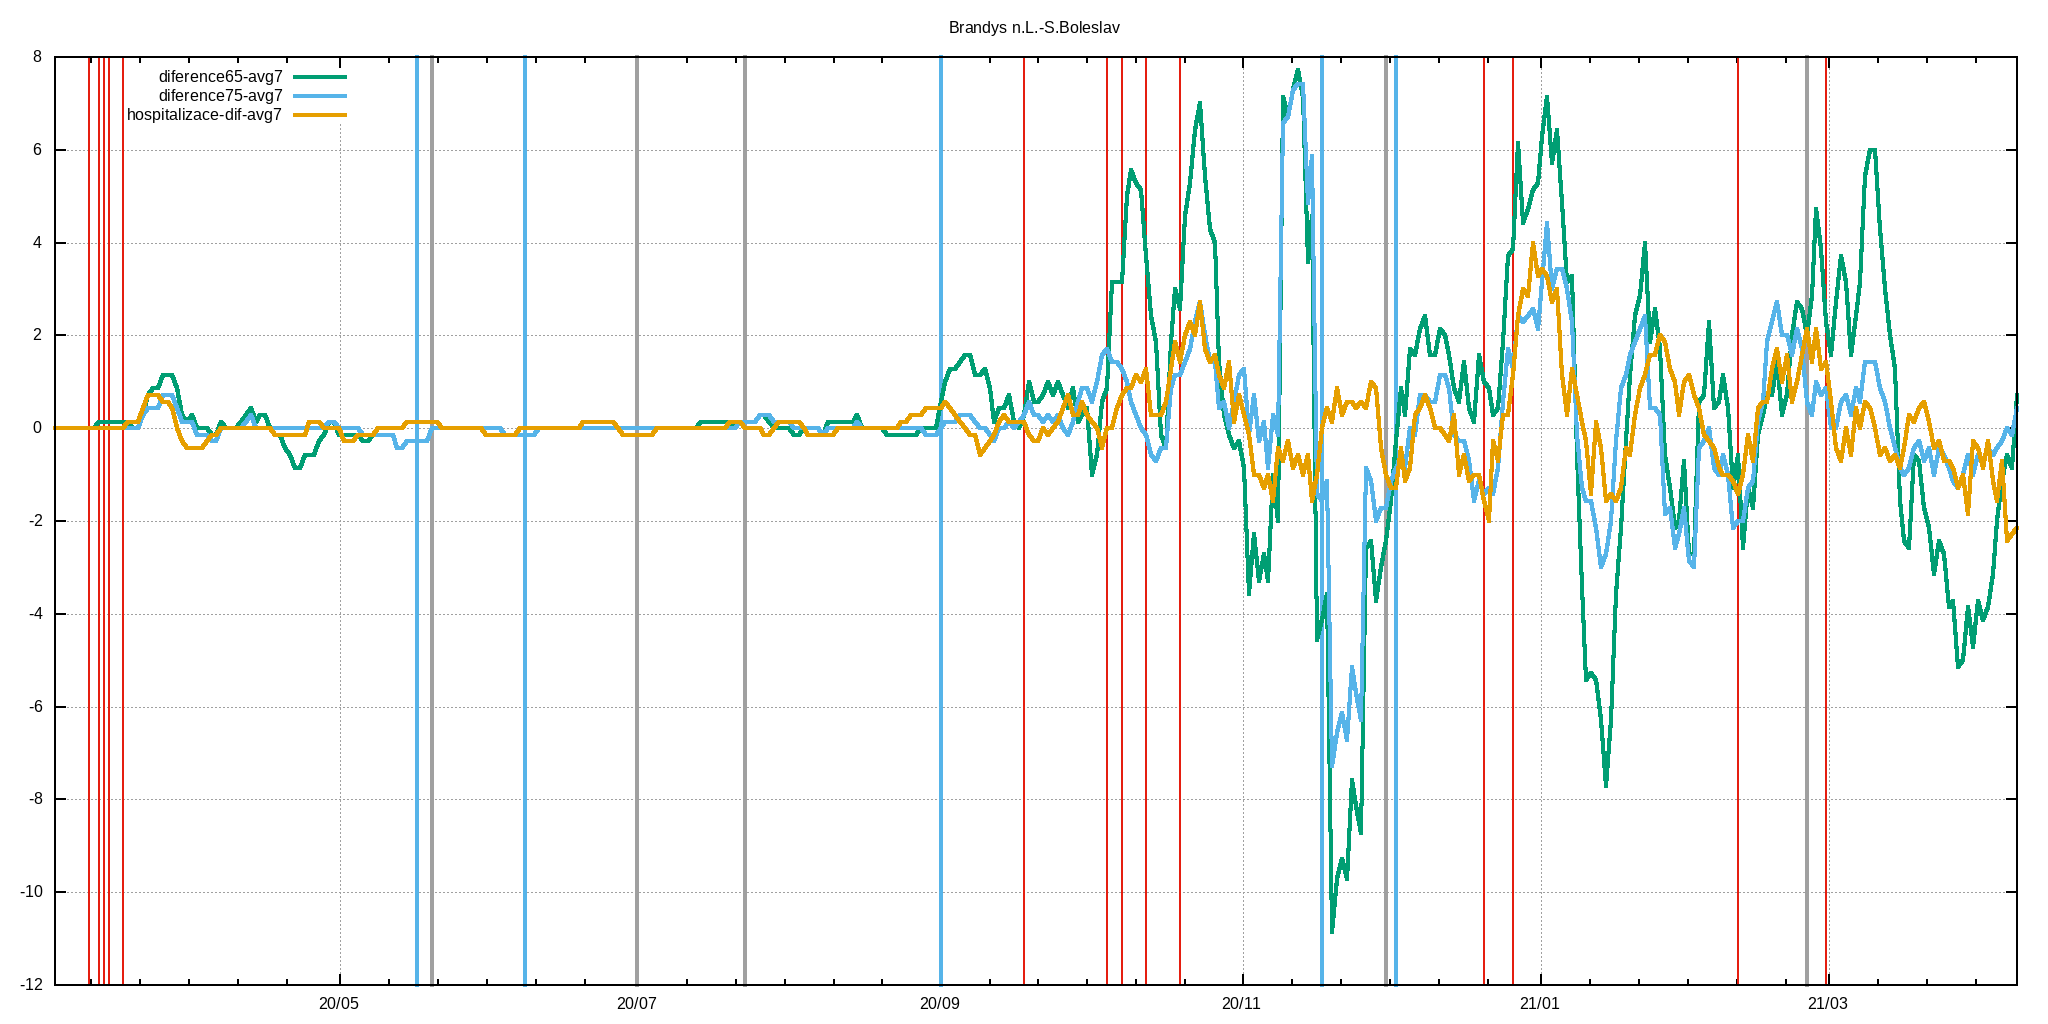 Brandys n.L.-S.Boleslav
diference65-avg7
diference75-avg7
hospitalizace-dif-avg7
8
6
4
2
0
-2
-4
-6
-8
-10
-12
20/05 20/07 20/09 20/11 21/01 21/03